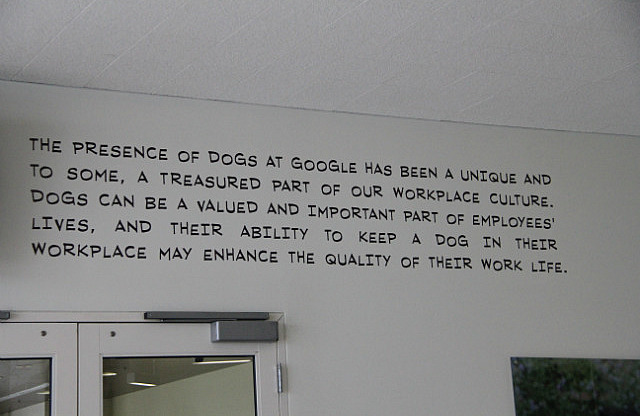 THE PRESENCE OF DOGS AT GOOGLE HAS BEEN A UNIQUE AND
TO SOME, A TREASURED PART OF OUR WORKPLACE CULTURE.
DOGS CAN BE A VALUED AND IMPORTANT PART OF EMPLOYEES'
LIVES, AND THEIR ABILITY TO KEEP A DOG IN THEIR
WORKPLACE MAY ENHANCE THE QUALITY OF THEIR WORK LIFE.